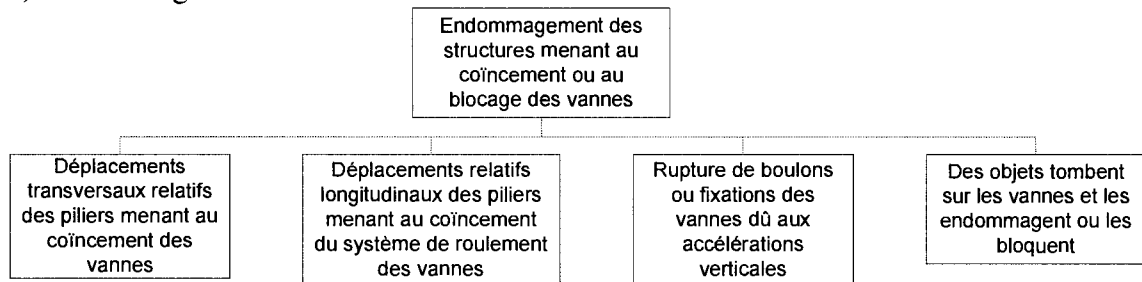 Endommagement des
structures menant au
coïncement ou au
blocage des vannes
Déplacements
transversaux relatifs
des piliers menant au
coïncement des
vannes
Déplacements relatifs
longitudinaux des piliers
menant au coïncement
du système de roulement
des vannes
Rupture de boulons
ou fixations des
vannes dû aux
accélérations
verticales
Des objets tombent
sur les vannes et les
endommagent ou les
bloquent